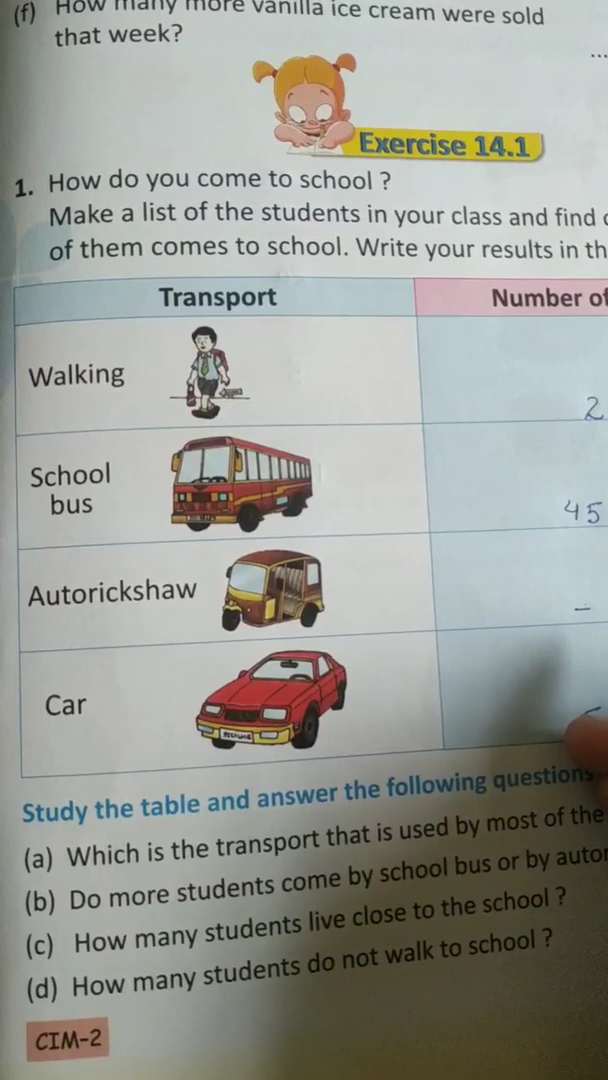 (f) How many more vanilla ice cream were sold
that week?
...
Exercise 14.1
1. How do you come to school ?
Make a list of the students in your class and find
of them comes to school. Write your results in
Transport
Number of
Walking
2
School
bus
45
Autorickshaw
–
Car
Study the table and answer the following questions
(a) Which is the transport that is used by most of the
(b) Do more students come by school bus or by
(c) How many students live close to the school ?
(d) How many students do not walk to school ?
CIM-2